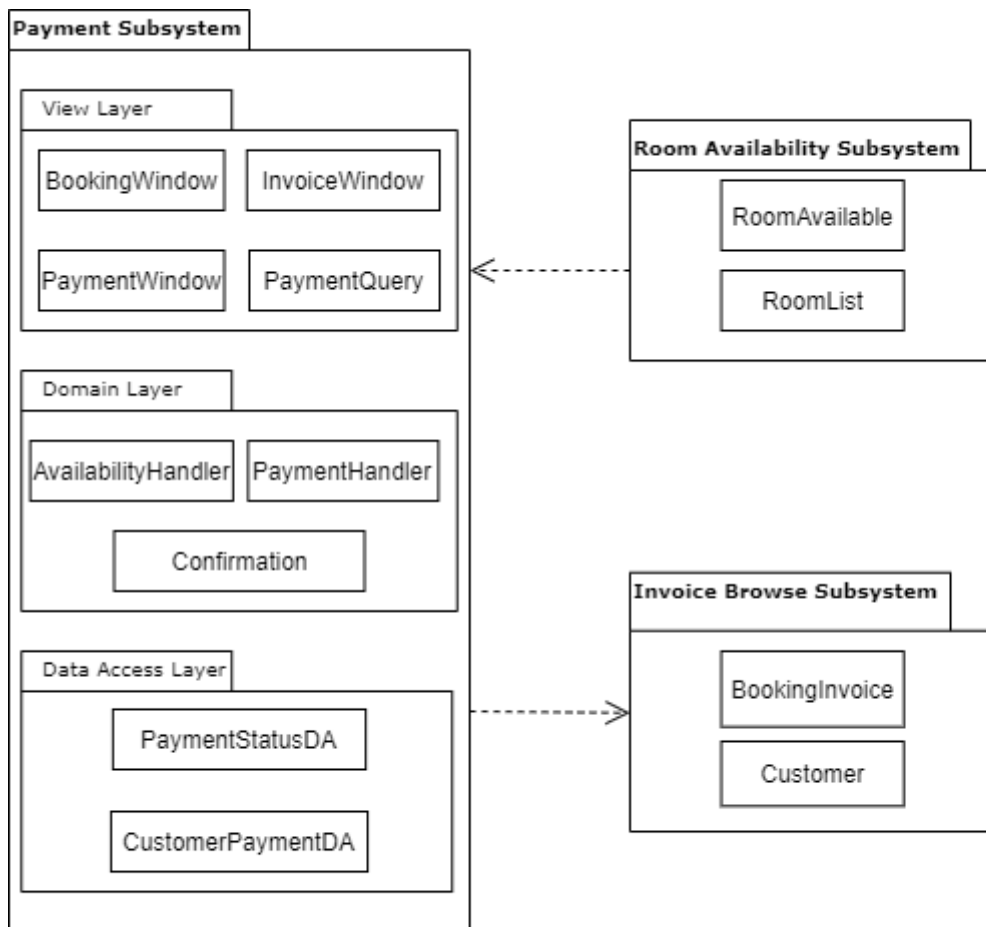 Payment Subsystem
View Layer
BookingWindow
InvoiceWindow
PaymentWindow
PaymentQuery
Domain Layer
AvailabilityHandler
PaymentHandler
Confirmation
Data Access Layer
PaymentStatusDA
CustomerPaymentDA
Room Availability Subsystem
RoomAvailable
RoomList
Invoice Browse Subsystem
BookingInvoice
Customer